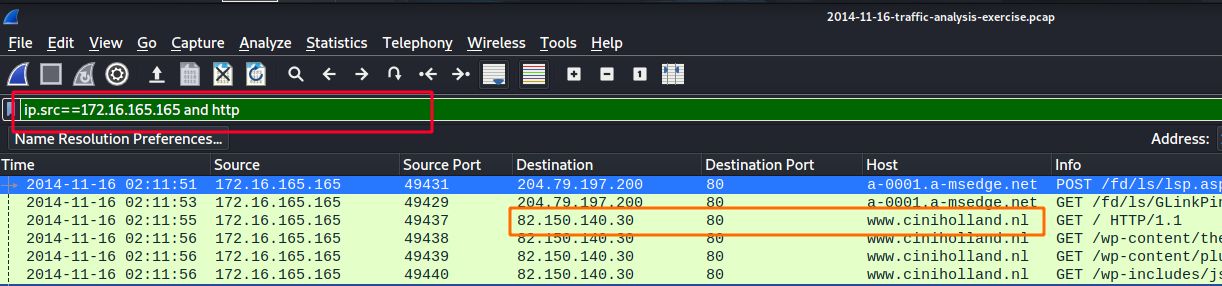 2014-11-16-traffic-analysis-exercise.pcap
File Edit View Go Capture Analyze Statistics Telephony Wireless Tools Help
ip.src==172.16.165.165 and http
Name Resolution Preferences... Address:
Time Source Source Port Destination Destination Port Host Info
2014-11-16 02:11:51 172.16.165.165 49431 204.79.197.200 80 a-0001.a-msedge.net POST /fd/ls/lsp.asp
2014-11-16 02:11:53 172.16.165.165 49429 204.79.197.200 80 a-0001.a-msedge.net GET /fd/ls/GLinkPin
2014-11-16 02:11:55 172.16.165.165 49437 82.150.140.30 80 www.ciniholland.nl GET / HTTP/1.1
2014-11-16 02:11:56 172.16.165.165 49438 82.150.140.30 80 www.ciniholland.nl GET /wp-content/the
2014-11-16 02:11:56 172.16.165.165 49439 82.150.140.30 80 www.ciniholland.nl GET /wp-content/plu
2014-11-16 02:11:56 172.16.165.165 49440 82.150.140.30 80 www.ciniholland.nl GET /wp-includes/js